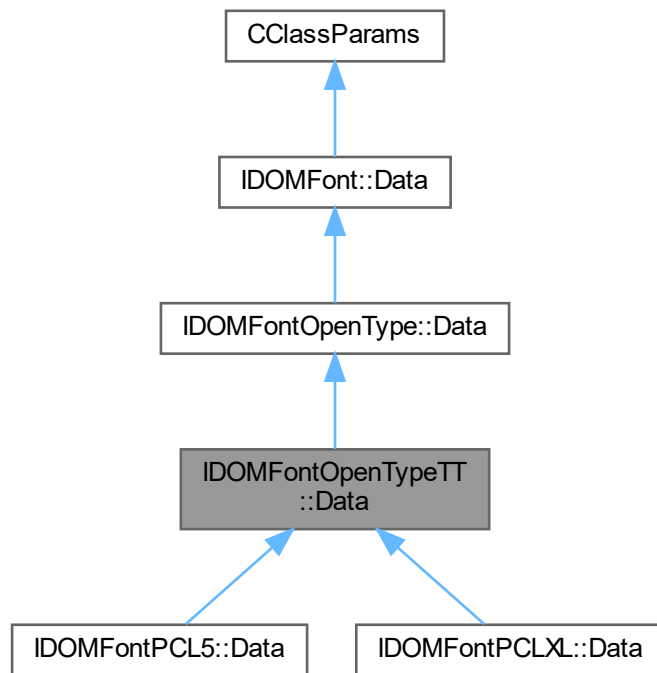 CClassParams
IDOMFont::Data
IDOMFontOpenType::Data
IDOMFontOpenTypeTT
::Data
IDOMFontPCL5::Data
IDOMFontPCLXL::Data